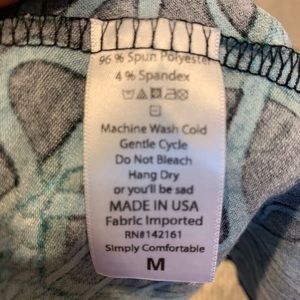 96 % Spun Polyester
4 % Spandex
Machine Wash Cold
Gentle Cycle
Do Not Bleach
Hang Dry
or you'll be sad
MADE IN USA
Fabric Imported
RN#142161
Simply Comfortable
M